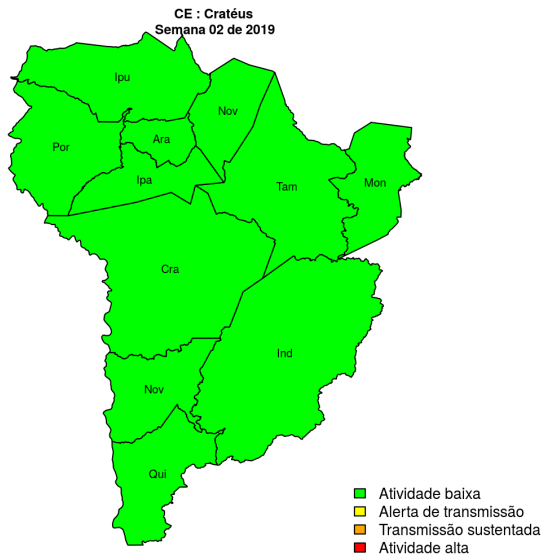 CE : Cratéus
Semana 02 de 2019
Ipu
Nov
Ara
Por
Ipa
Tam
Mon
Cra
Ind
Nov
Qui
Atividade baixa
Alerta de transmissão
Transmissão sustentada
Atividade alta